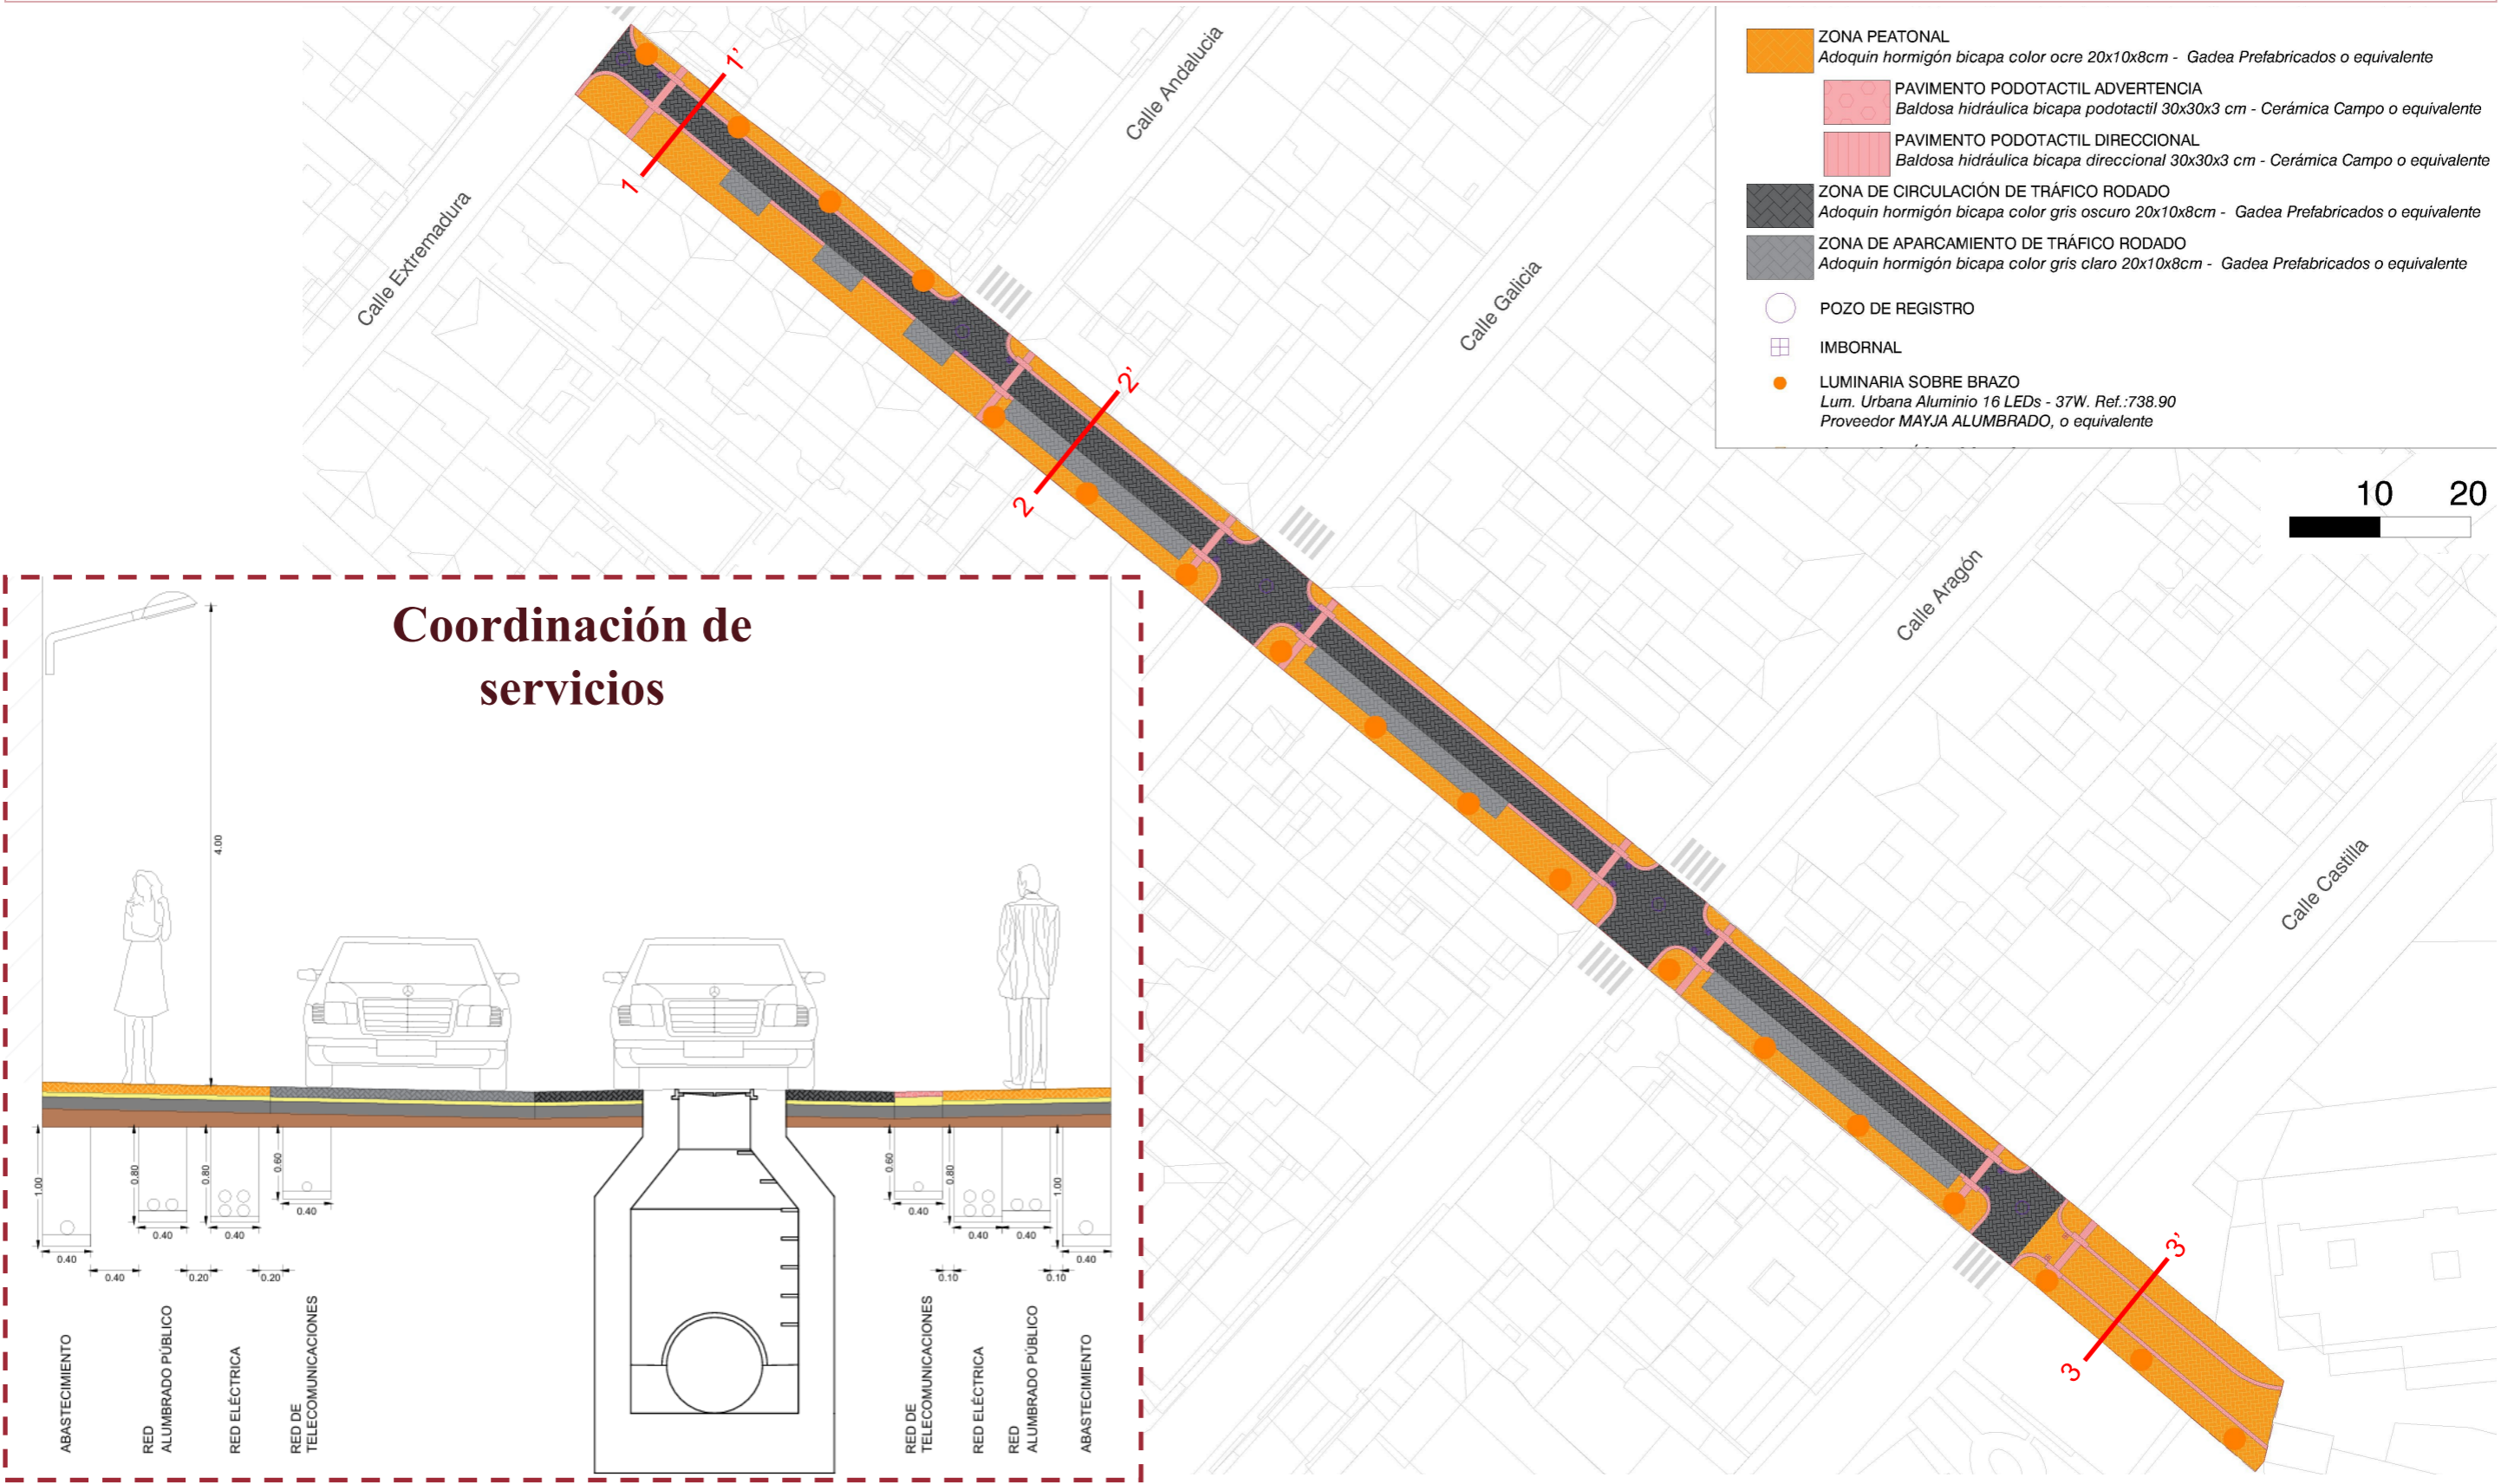 ZONA PEATONAL
Adoquin hormigón bicapa color ocre 20x10x8cm - Gadea Prefabricados o equivalente
PAVIMENTO PODOTACTIL ADVERTENCIA
Baldosa hidráulica bicapa podotactil 30x30x3 cm - Cerámica Campo o equivalente
PAVIMENTO PODOTACTIL DIRECCIONAL
Baldosa hidráulica bicapa direccional 30x30x3 cm - Cerámica Campo o equivalente
ZONA DE CIRCULACIÓN DE TRÁFICO RODADO
Adoquin hormigón bicapa color gris oscuro 20x10x8cm - Gadea Prefabricados o equivalente
ZONA DE APARCAMIENTO DE TRÁFICO RODADO
Adoquin hormigón bicapa color gris claro 20x10x8cm - Gadea Prefabricados o equivalente
POZO DE REGISTRO
IMBORNAL
LUMINARIA SOBRE BRAZO
Lum. Urbana Aluminio 16 LEDs - 37W. Ref.:738.90
Proveedor MAYJA ALUMBRADO, o equivalente
10 20
Calle Extremadura
Calle Andalucia
Calle Galicia
Calle Aragón
Calle Castilla
1
1'
2
2'
3
3'
Coordinación de
servicios
4.00
1.00
0.80
0.80
0.60
0.60
0.80
1.00
0.40
0.40
0.40
0.40
0.40
0.40
0.40
0.40
0.40
0.20
0.20
0.10
0.10
ABASTECIMIENTO
RED
ALUMBRADO PÚBLICO
RED ELÉCTRICA
RED DE
TELECOMUNICACIONES
RED DE
TELECOMUNICACIONES
RED ELÉCTRICA
RED
ALUMBRADO PÚBLICO
ABASTECIMIENTO